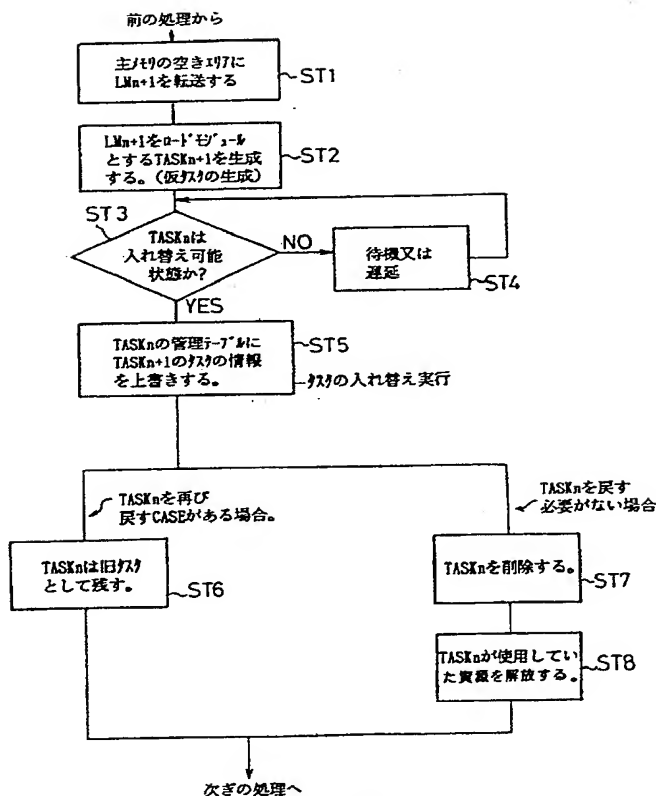 前の処理から
主メモリの空きエリアに
LMn+1を転送する
ST1
LMn+1をロードモジュール
とするTASKn+1を生成
する。(仮タスクの生成)
ST2
ST3
TASKnは
入れ替え可能
状態か?
NO
待機又は
遅延
ST4
YES
TASKnの管理テーブルに
TASKn+1のタスクの情報
を上書きする。
ST5
タスクの入れ替え実行
TASKnを再び
戻すCASEがある場合。
TASKnを戻す
必要がない場合
TASKnは旧タスク
として残す。
ST6
TASKnを削除する。
ST7
TASKnが使用してい
た資源を解放する。
ST8
次ぎの処理へ